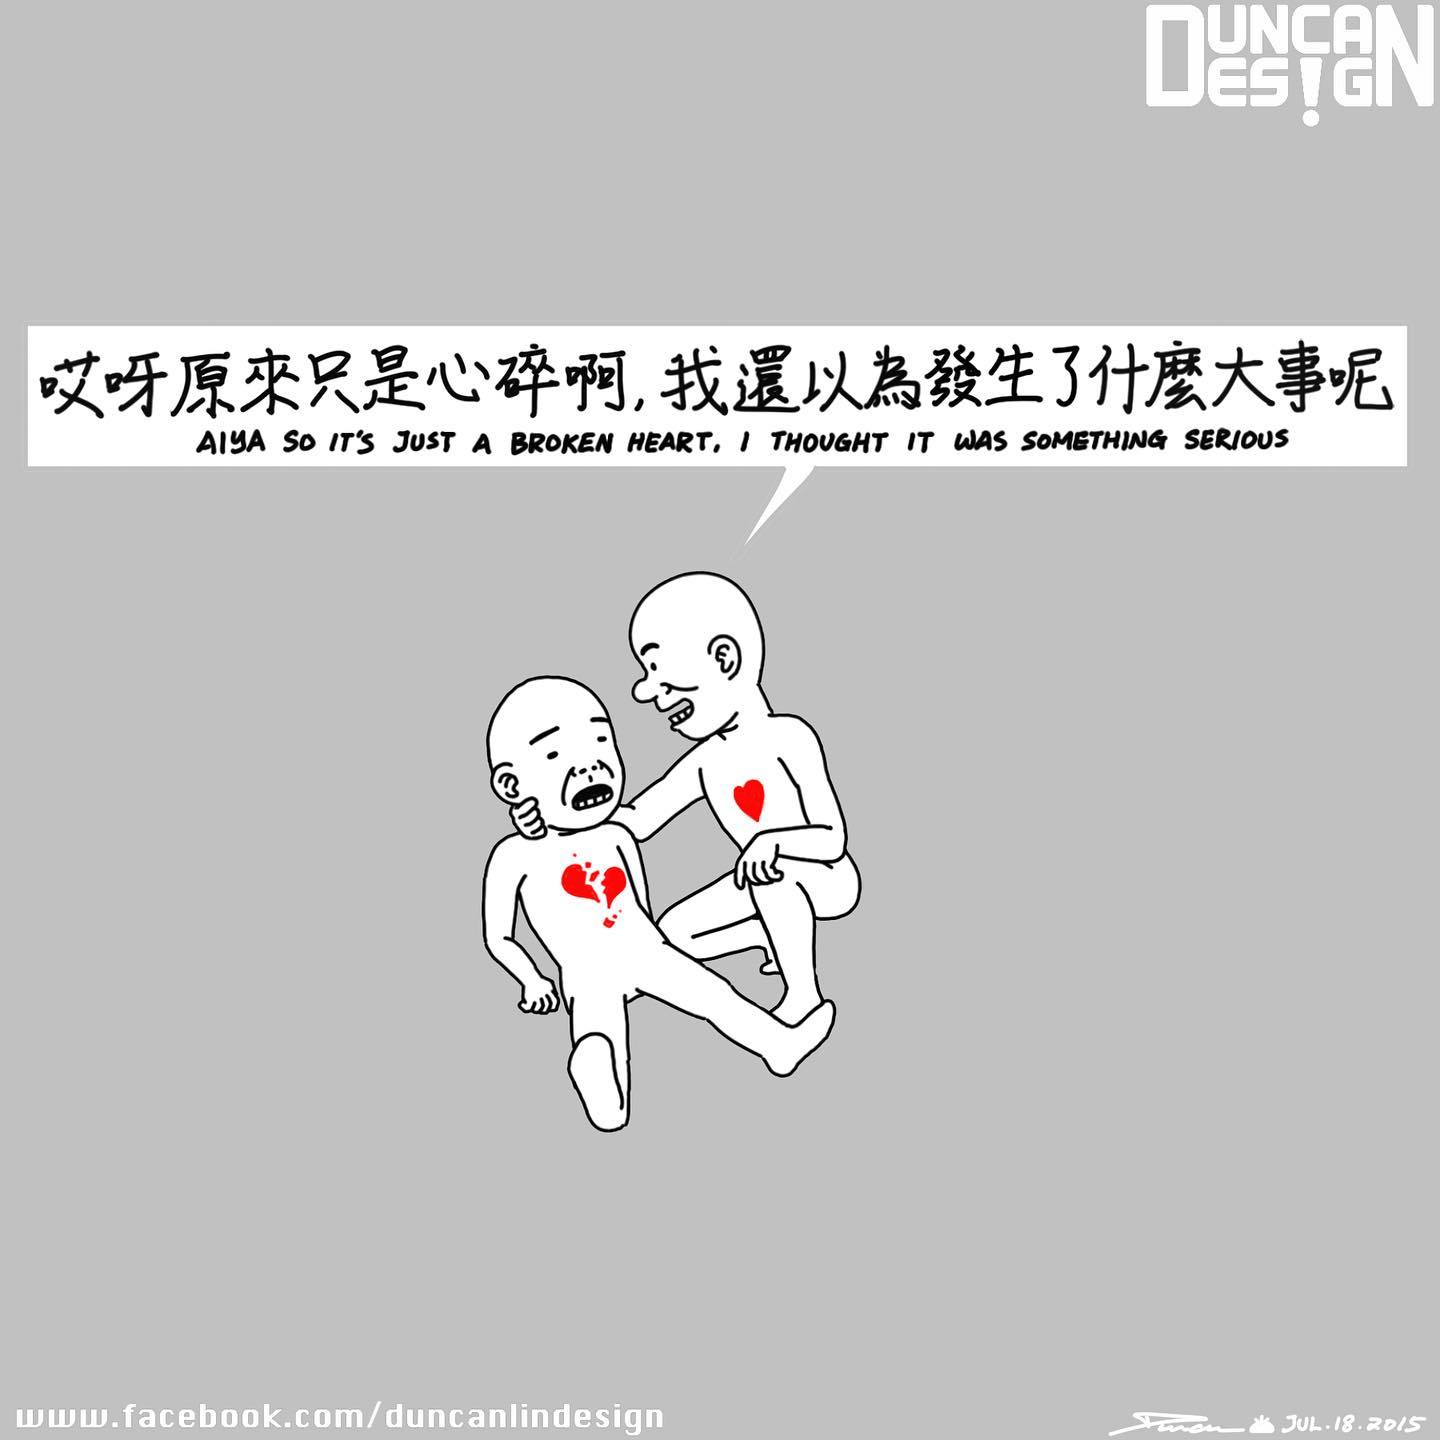 DUNCAN
DES!GN
哎呀原來只是心碎啊,我還以為發生了什麼大事呢
AIYA SO IT'S JUST A BROKEN HEART, I THOUGHT IT WAS SOMETHING SERIOUS
www.facebook.com/duncanlindesign
JUL.18.2015